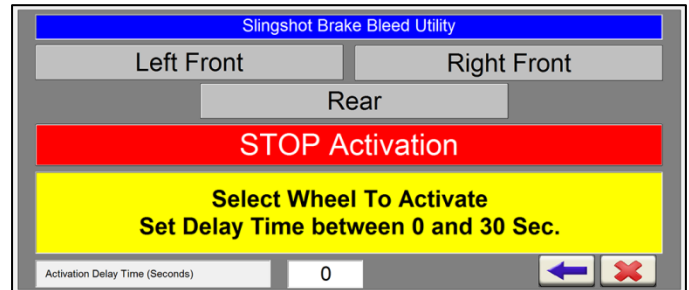 Slingshot Brake Bleed Utility
Left Front
Right Front
Rear
STOP Activation
Select Wheel To Activate
Set Delay Time between 0 and 30 Sec.
Activation Delay Time (Seconds)
0